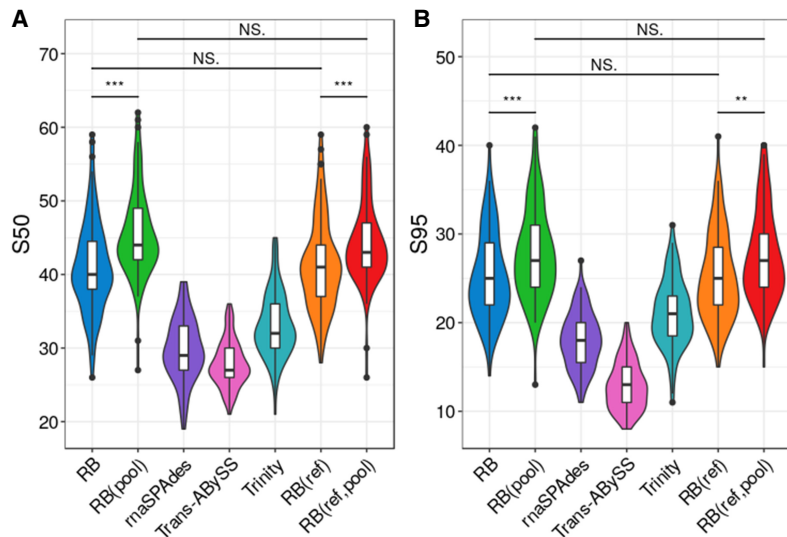 A
NS.
NS.
***
***
S50
70
60
50
40
30
20
RB
RB(pool)
rnaSPAdes
Trans-ABySS
Trinity
RB(ref)
RB(ref,pool)
B
NS.
NS.
***
**
S95
50
40
30
20
10
RB
RB(pool)
rnaSPAdes
Trans-ABySS
Trinity
RB(ref)
RB(ref,pool)